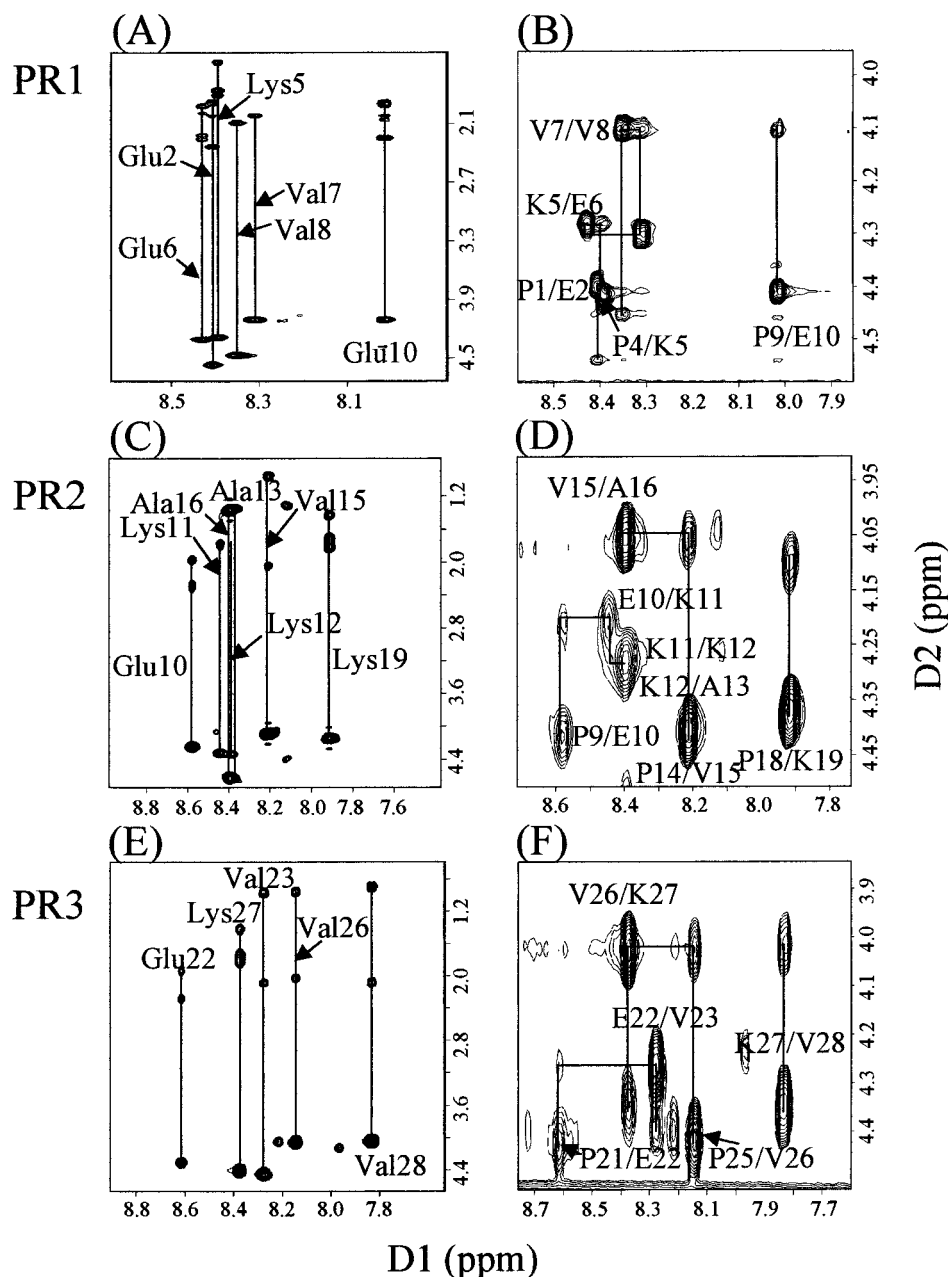 (A)
(B)
PR1
Lys5
Glu2
Val7
Val8
Glu6
Glu10
2.1
2.7
3.3
3.9
4.5
8.5 8.3 8.1
V7/V8
K5/E6
P1/E2
P4/K5
P9/E10
4.0
4.1
4.2
4.3
4.4
4.5
8.5 8.4 8.3 8.2 8.1 8.0 7.9
(C)
(D)
PR2
Ala13
Ala16
Val15
Lys11
Lys12
Glu10
Lys19
1.2
2.0
2.8
3.6
4.4
8.8 8.6 8.4 8.2 8.0 7.8 7.6
V15/A16
E10/K11
K11/K12
K12/A13
P9/E10
P18/K19
P14/V15
3.95
4.05
4.15
4.25
4.35
4.45
8.6 8.4 8.2 8.0 7.8
D2 (ppm)
(E)
(F)
PR3
Val23
Lys27
Val26
Glu22
Val28
1.2
2.0
2.8
3.6
4.4
8.8 8.6 8.4 8.2 8.0 7.8
V26/K27
E22/V23
K27/V28
P21/E22
P25/V26
3.9
4.0
4.1
4.2
4.3
4.4
8.7 8.5 8.3 8.1 7.9 7.7
D1 (ppm)